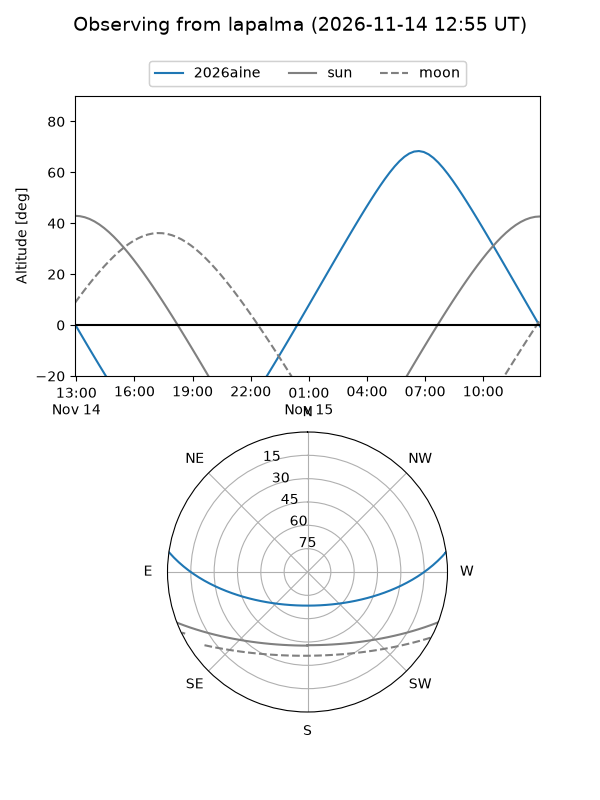 Observing from lapalma (2026-11-14 12:55 UT)
2026aine sun moon
Altitude [deg]
80
60
40
20
0
−20
13:00 16:00 19:00 22:00 01:00 04:00 07:00 10:00
Nov 14 Nov 15
N
NE NW
15
30
45
60
75
E W
SE SW
S